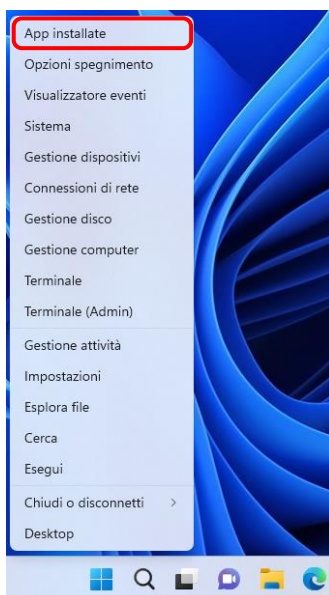 App installate
Opzioni spegnimento
Visualizzatore eventi
Sistema
Gestione dispositivi
Connessioni di rete
Gestione disco
Gestione computer
Terminale
Terminale (Admin)
Gestione attività
Impostazioni
Esplora file
Cerca
Esegui
Chiudi o disconnetti
Desktop